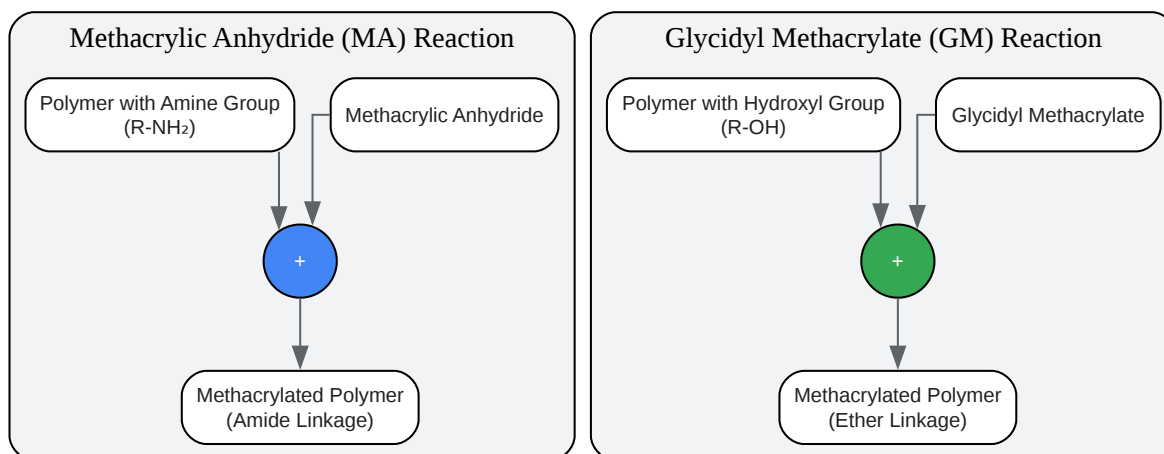 Methacrylic Anhydride (MA) Reaction
Polymer with Amine Group
(R-NH₂)
Methacrylic Anhydride
+
Methacrylated Polymer
(Amide Linkage)
Glycidyl Methacrylate (GM) Reaction
Polymer with Hydroxyl Group
(R-OH)
Glycidyl Methacrylate
+
Methacrylated Polymer
(Ether Linkage)